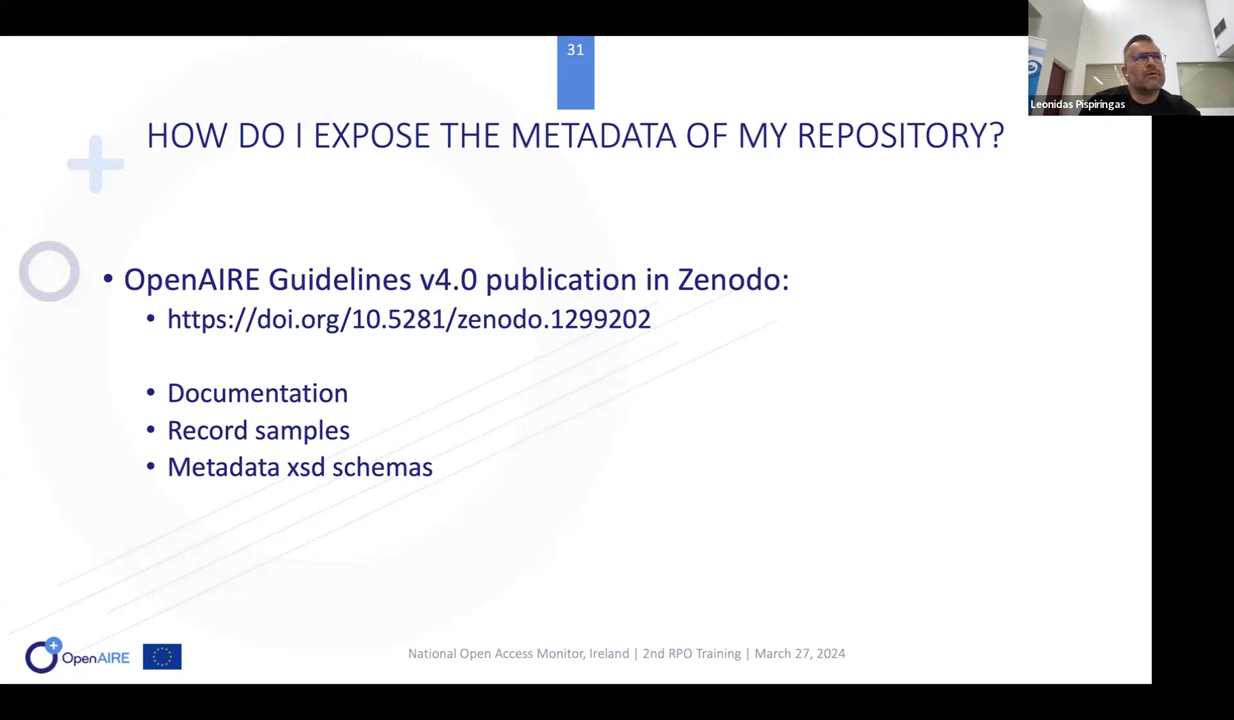 31
Leonidas Pispiringas
HOW DO I EXPOSE THE METADATA OF MY REPOSITORY?
• OpenAIRE Guidelines v4.0 publication in Zenodo:
• https://doi.org/10.5281/zenodo.1299202
• Documentation
• Record samples
• Metadata xsd schemas
OpenAIRE
National Open Access Monitor, Ireland | 2nd RPO Training | March 27, 2024